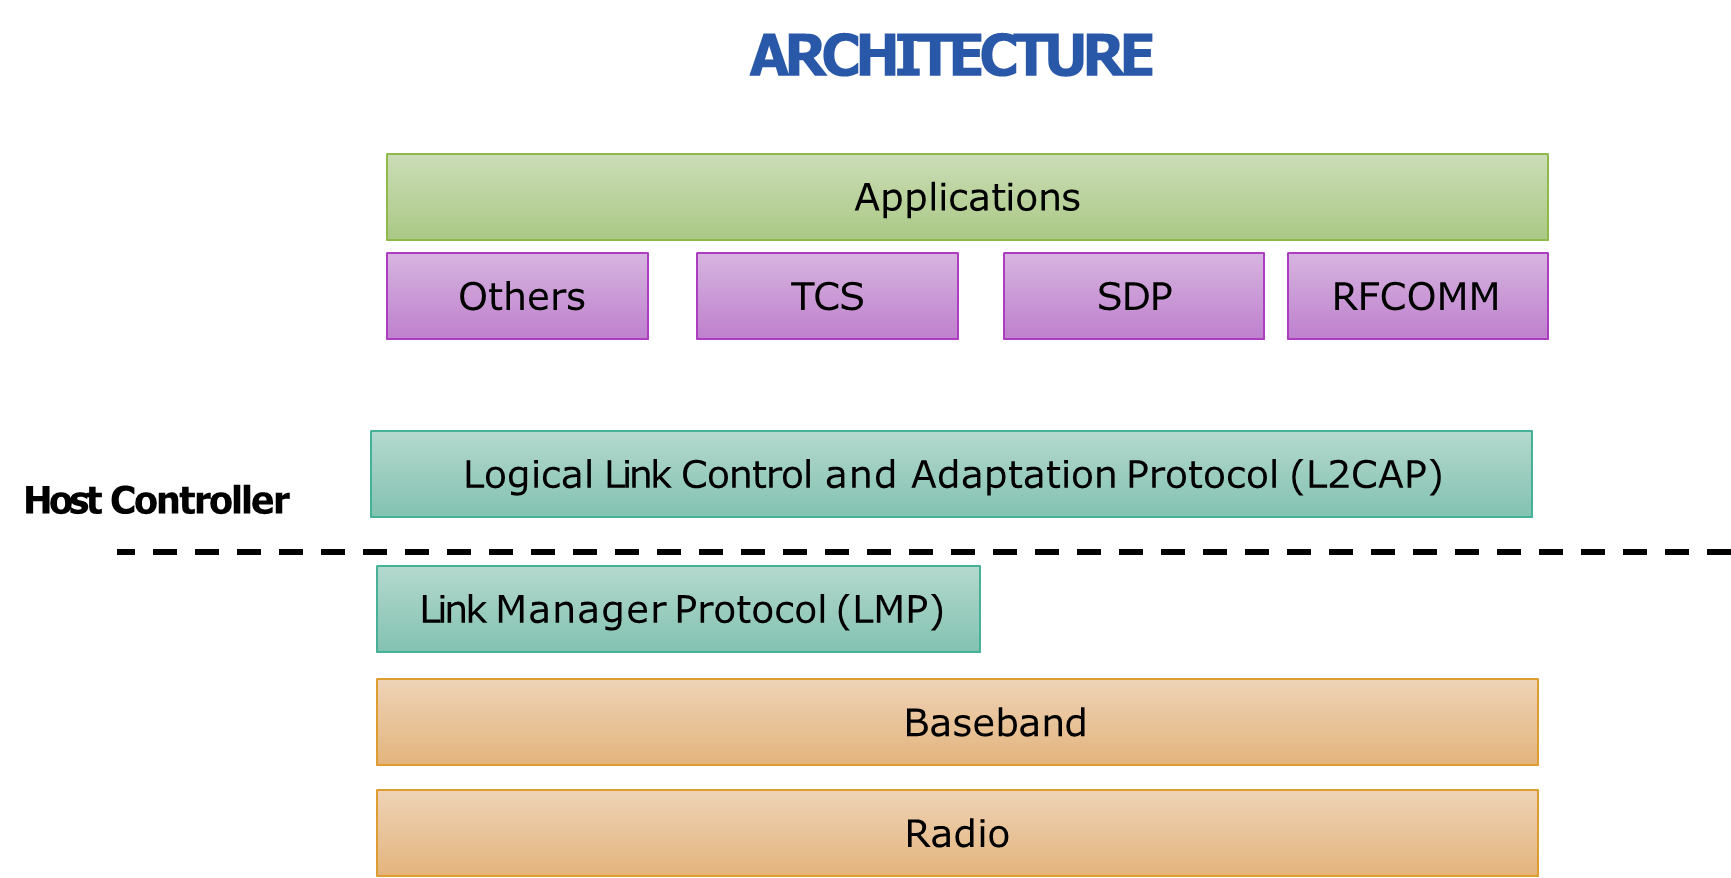 ARCHITECTURE
Applications
Others
TCS
SDP
RFCOMM
Logical Link Control and Adaptation Protocol (L2CAP)
Host Controller
Link Manager Protocol (LMP)
Baseband
Radio